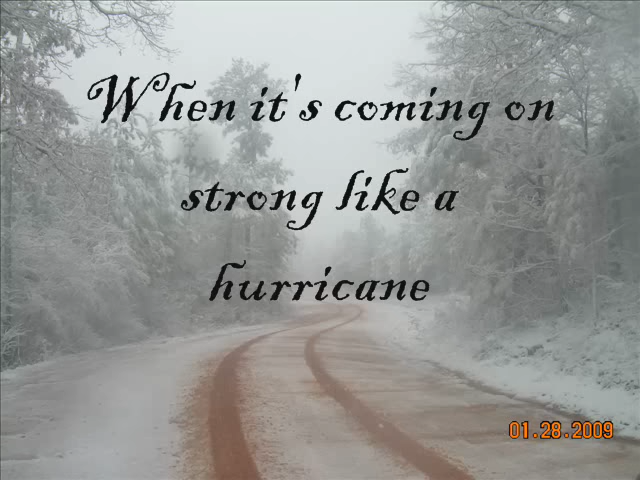 When it's coming on
strong like a
hurricane
01.28.2009